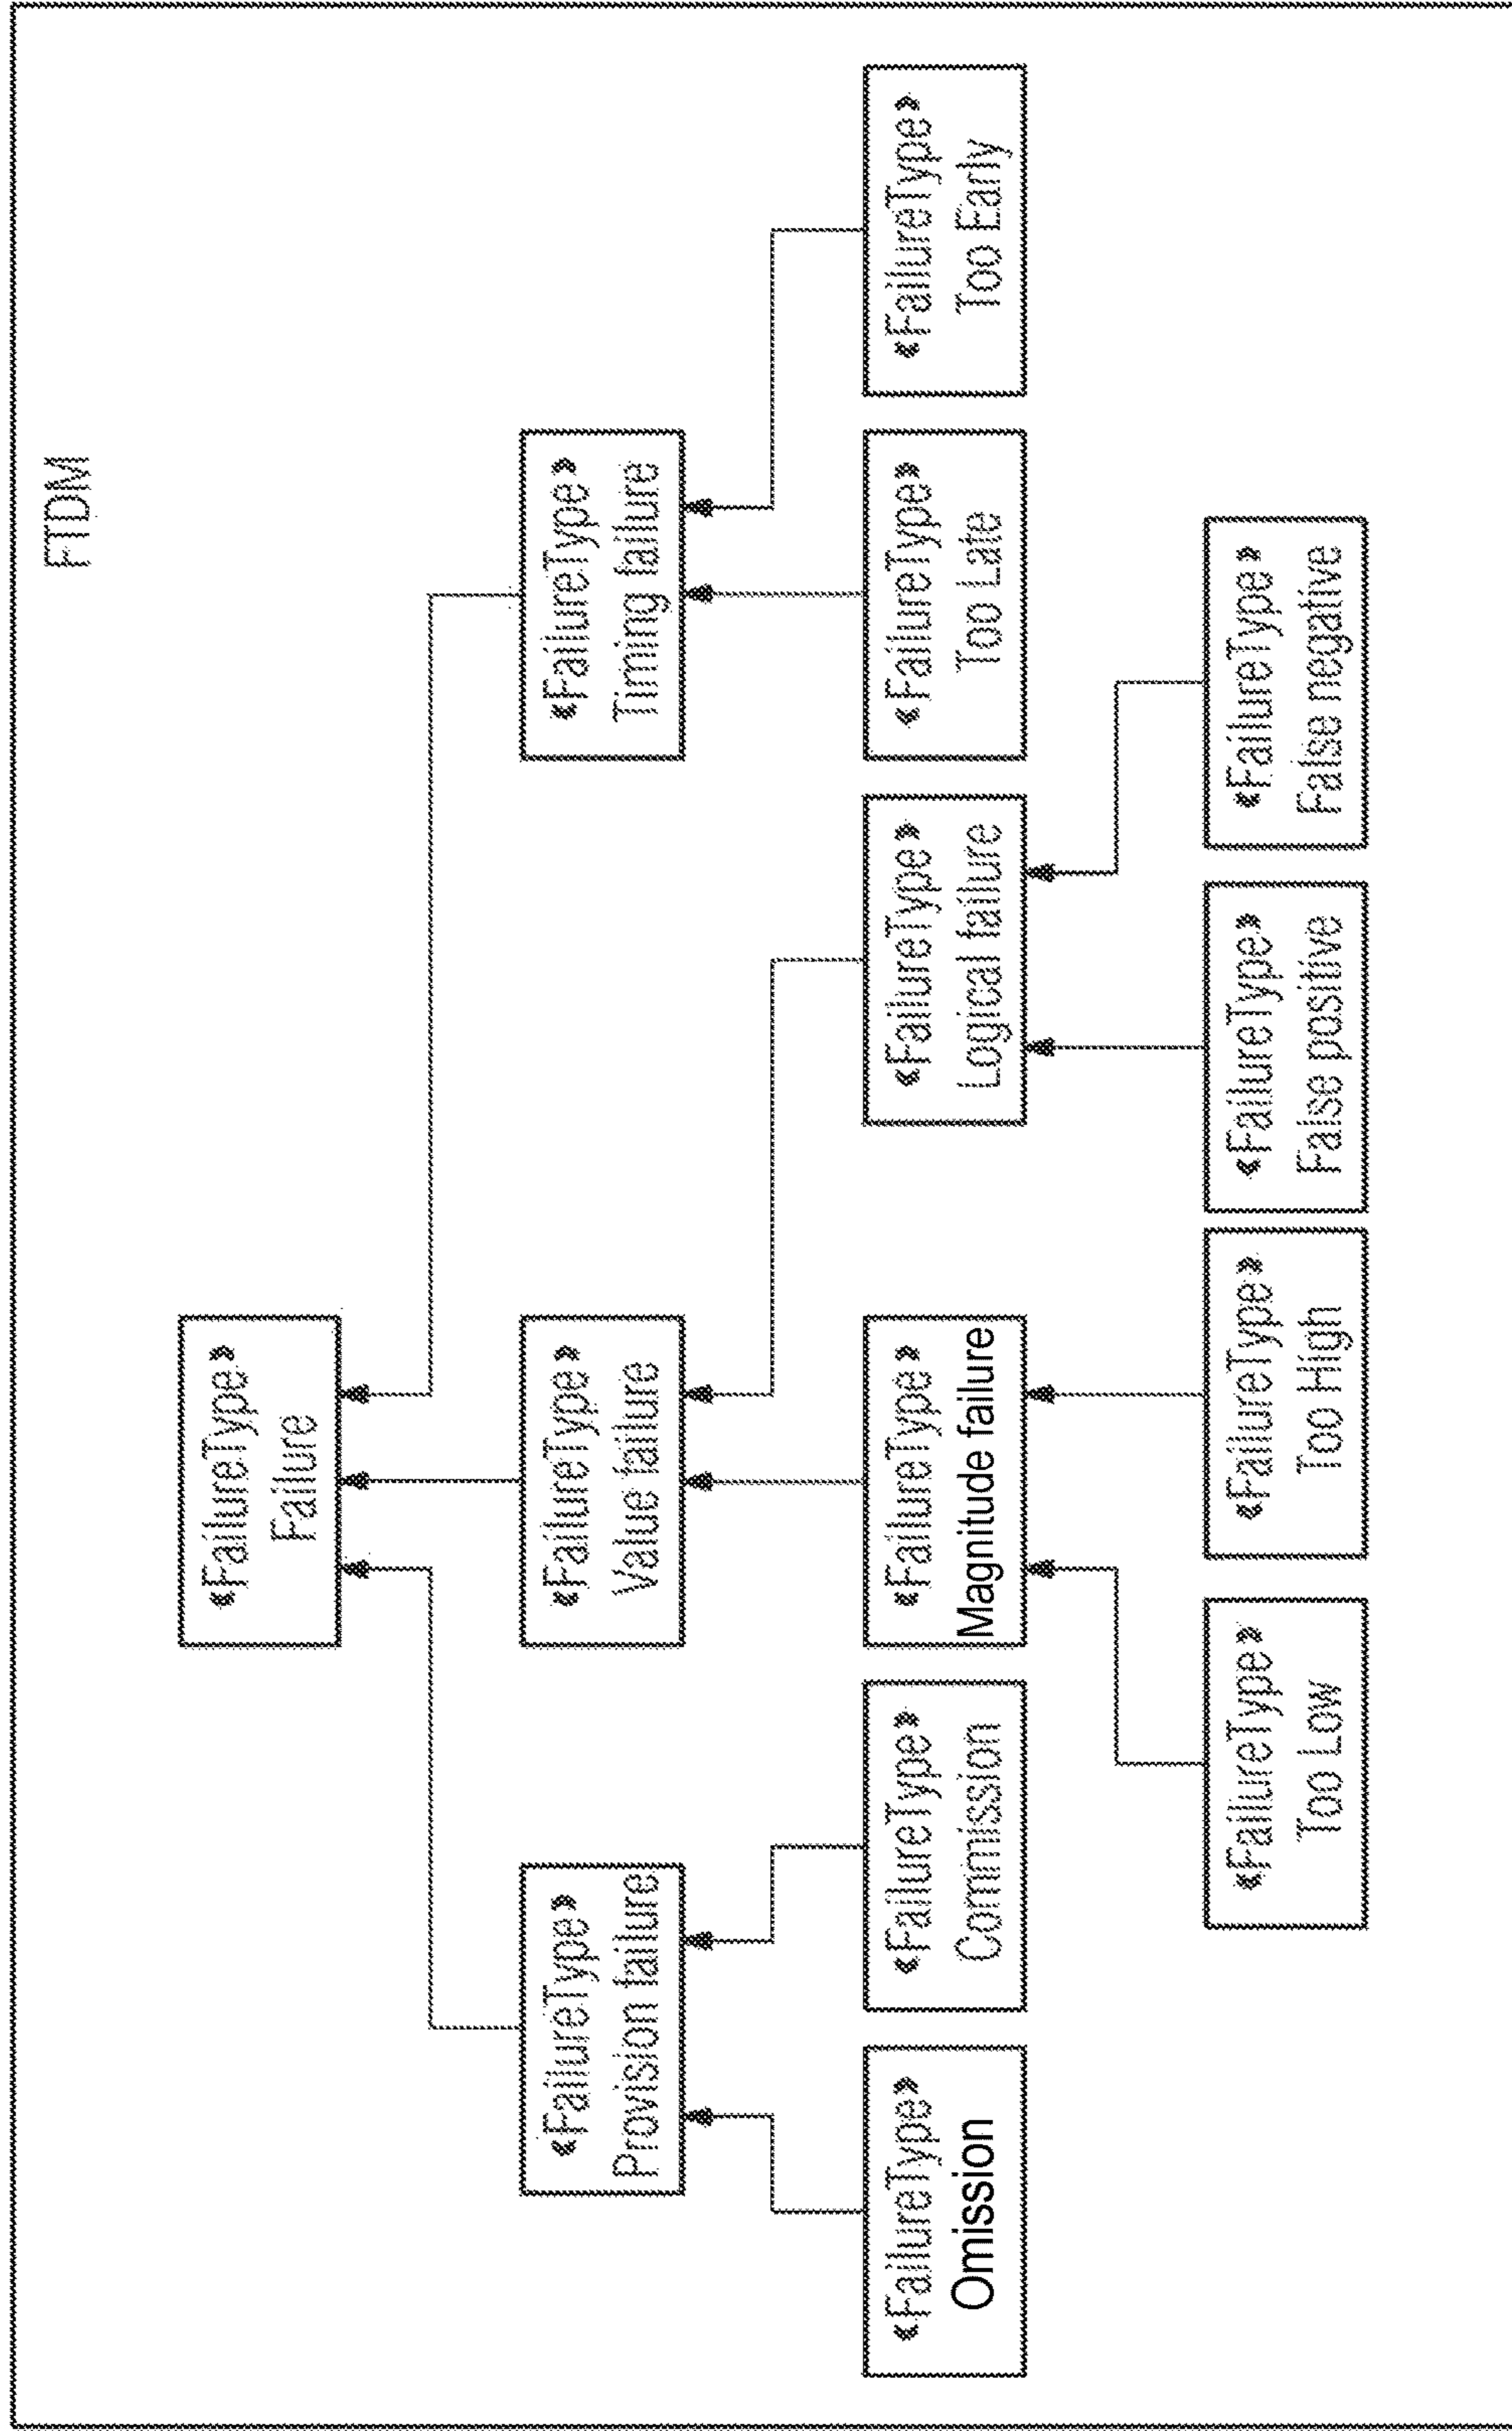 FTDM
«FailureType»
Failure
«FailureType»
Provision failure
«FailureType»
Value failure
«FailureType»
Timing failure
«FailureType»
Omission
«FailureType»
Commission
«FailureType»
Magnitude failure
«FailureType»
Logical failure
«FailureType»
Too Late
«FailureType»
Too Early
«FailureType»
Too Low
«FailureType»
Too High
«FailureType»
False positive
«FailureType»
False negative